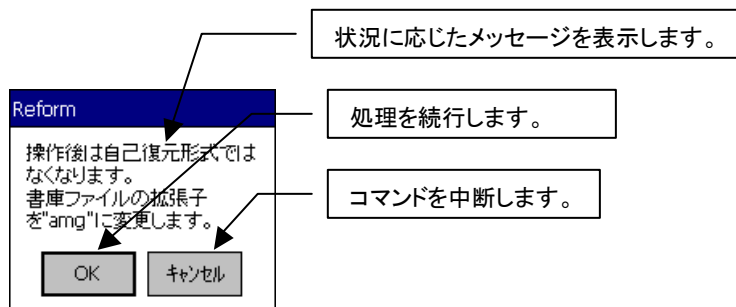 状況に応じたメッセージを表示します。
Reform
処理を続行します。
操作後は自己復元形式では
なくなります。
書庫ファイルの拡張子
を"amg"に変更します。
コマンドを中断します。
OK
キャンセル